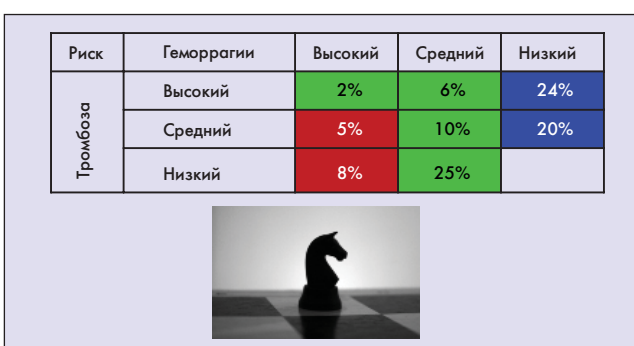 Риск Геморрагии Высокий Средний Низкий
Тромбоза
Высокий 2% 6% 24%
Средний 5% 10% 20%
Низкий 8% 25%